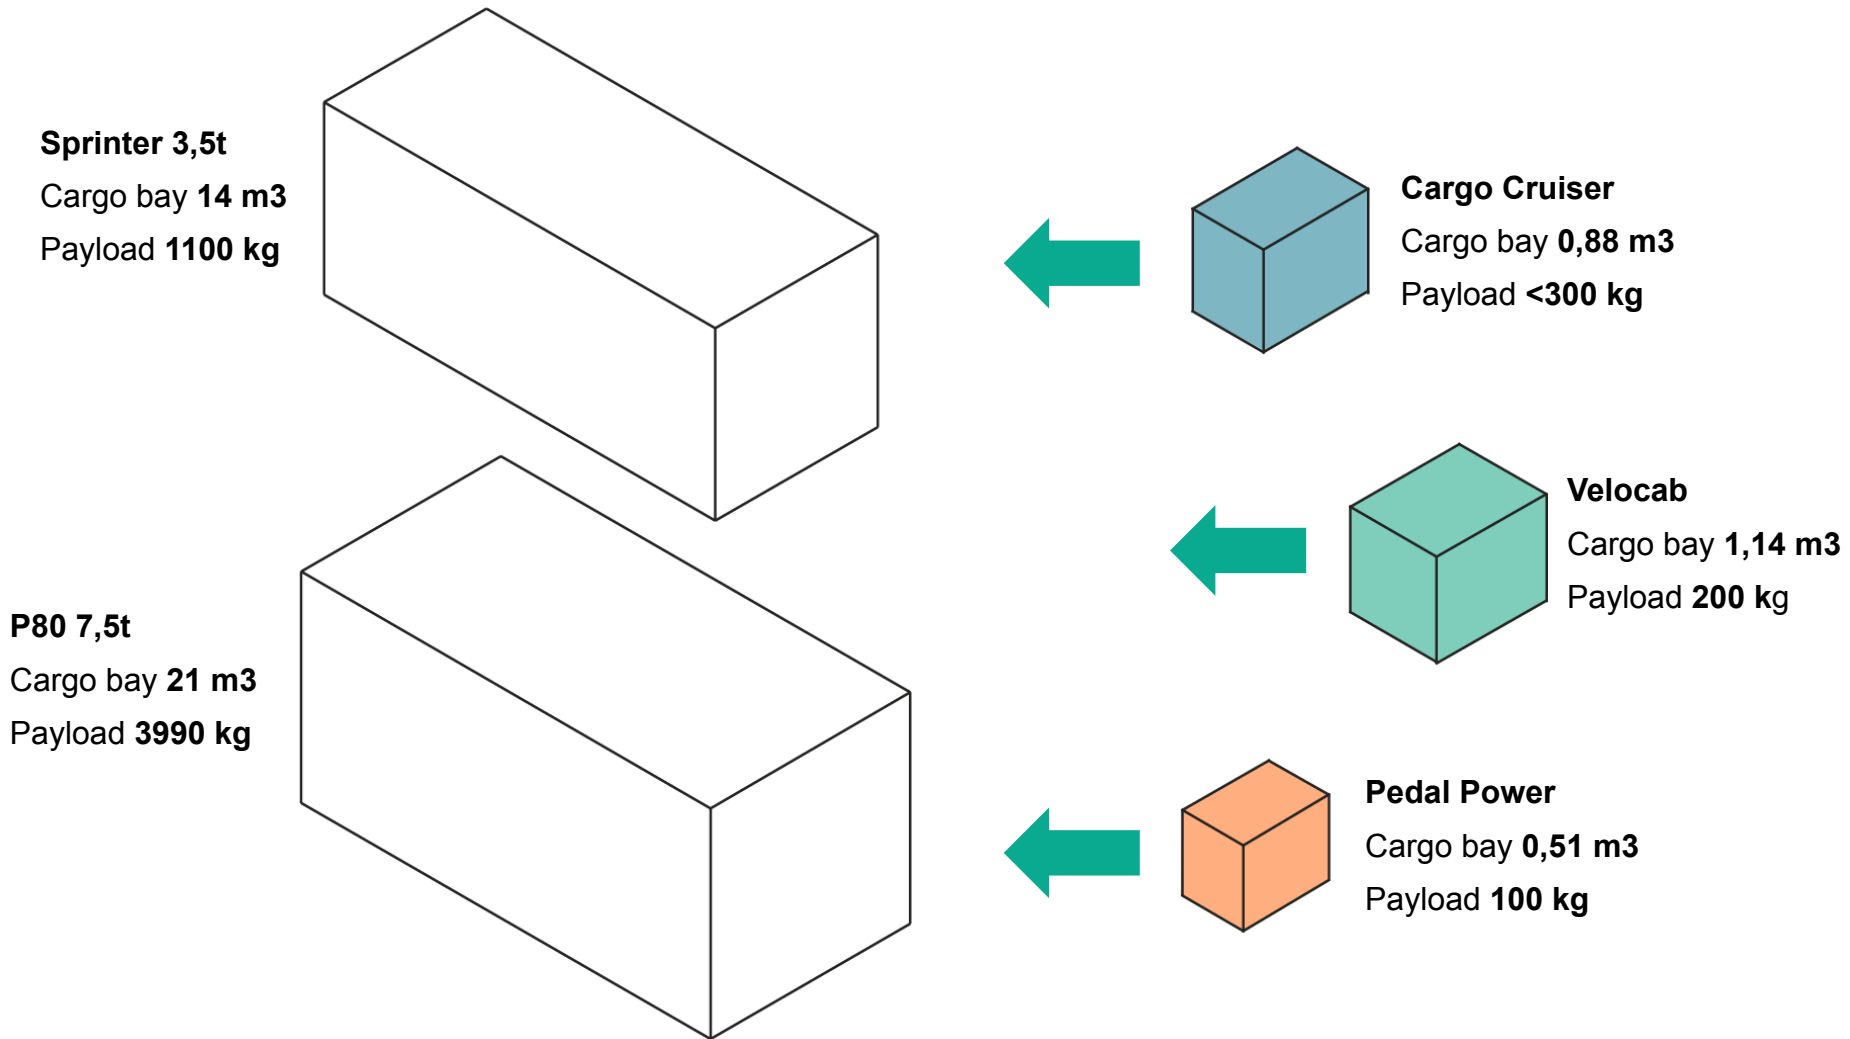 Sprinter 3,5t
Cargo bay 14 m3
Payload 1100 kg
Cargo Cruiser
Cargo bay 0,88 m3
Payload <300 kg
Velocab
Cargo bay 1,14 m3
Payload 200 kg
P80 7,5t
Cargo bay 21 m3
Payload 3990 kg
Pedal Power
Cargo bay 0,51 m3
Payload 100 kg